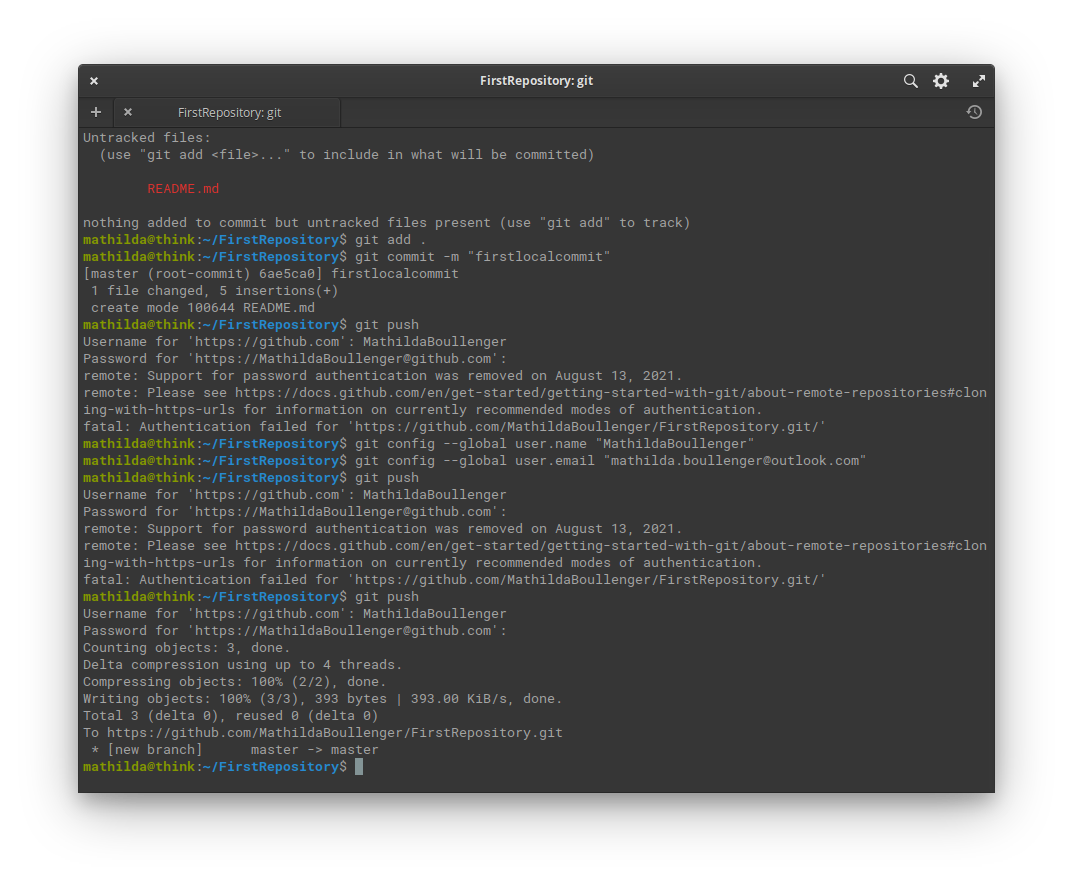 FirstRepository: git
FirstRepository: git
Untracked files:
  (use "git add <file>..." to include in what will be committed)
        README.md
nothing added to commit but untracked files present (use "git add" to track)
mathilda@think:~/FirstRepository$ git add .
mathilda@think:~/FirstRepository$ git commit -m "firstlocalcommit"
[master (root-commit) 6ae5ca0] firstlocalcommit
 1 file changed, 5 insertions(+)
 create mode 100644 README.md
mathilda@think:~/FirstRepository$ git push
Username for 'https://github.com': MathildaBoullenger
Password for 'https://MathildaBoullenger@github.com':
remote: Support for password authentication was removed on August 13, 2021.
remote: Please see https://docs.github.com/en/get-started/getting-started-with-git/about-remote-repositories#clon
ing-with-https-urls for information on currently recommended modes of authentication.
fatal: Authentication failed for 'https://github.com/MathildaBoullenger/FirstRepository.git/'
mathilda@think:~/FirstRepository$ git config --global user.name "MathildaBoullenger"
mathilda@think:~/FirstRepository$ git config --global user.email "mathilda.boullenger@outlook.com"
mathilda@think:~/FirstRepository$ git push
Username for 'https://github.com': MathildaBoullenger
Password for 'https://MathildaBoullenger@github.com':
remote: Support for password authentication was removed on August 13, 2021.
remote: Please see https://docs.github.com/en/get-started/getting-started-with-git/about-remote-repositories#clon
ing-with-https-urls for information on currently recommended modes of authentication.
fatal: Authentication failed for 'https://github.com/MathildaBoullenger/FirstRepository.git/'
mathilda@think:~/FirstRepository$ git push
Username for 'https://github.com': MathildaBoullenger
Password for 'https://MathildaBoullenger@github.com':
Counting objects: 3, done.
Delta compression using up to 4 threads.
Compressing objects: 100% (2/2), done.
Writing objects: 100% (3/3), 393 bytes | 393.00 KiB/s, done.
Total 3 (delta 0), reused 0 (delta 0)
To https://github.com/MathildaBoullenger/FirstRepository.git
 * [new branch]      master -> master
mathilda@think:~/FirstRepository$